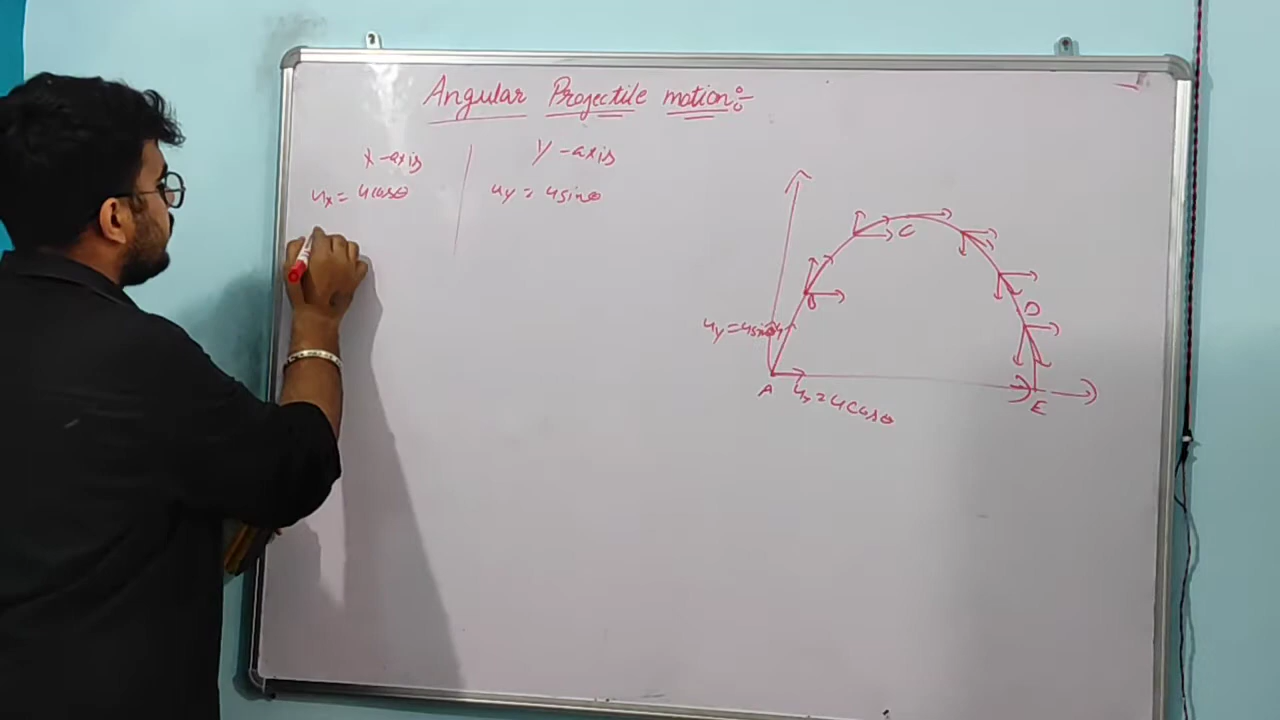 Angular Projectile motion:-
x-axis
y-axis
ux = ucosθ
uy = usinθ
C
B
D
uy = usinθ
u
A
ux = ucosθ
E